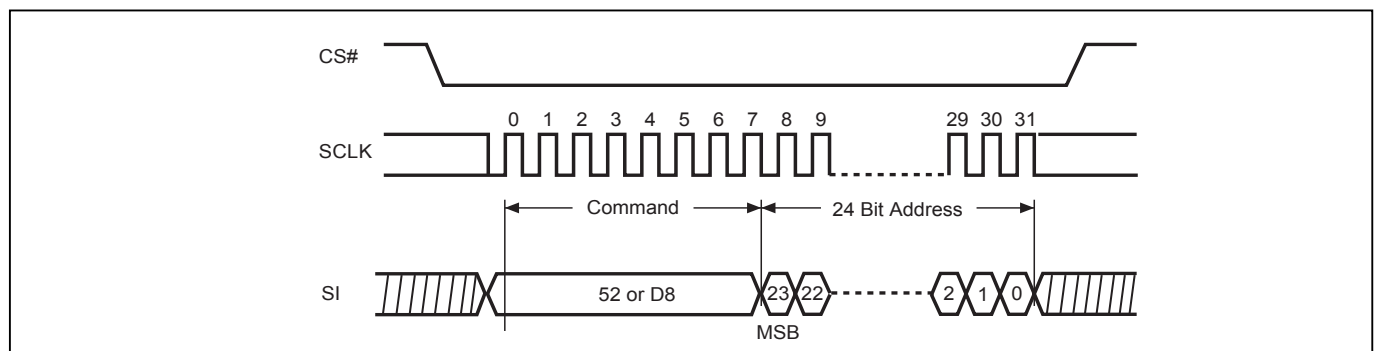 CS#
0 1 2 3 4 5 6 7 8 9 29 30 31
SCLK
Command 24 Bit Address
SI 52 or D8 23 22 2 1 0
MSB